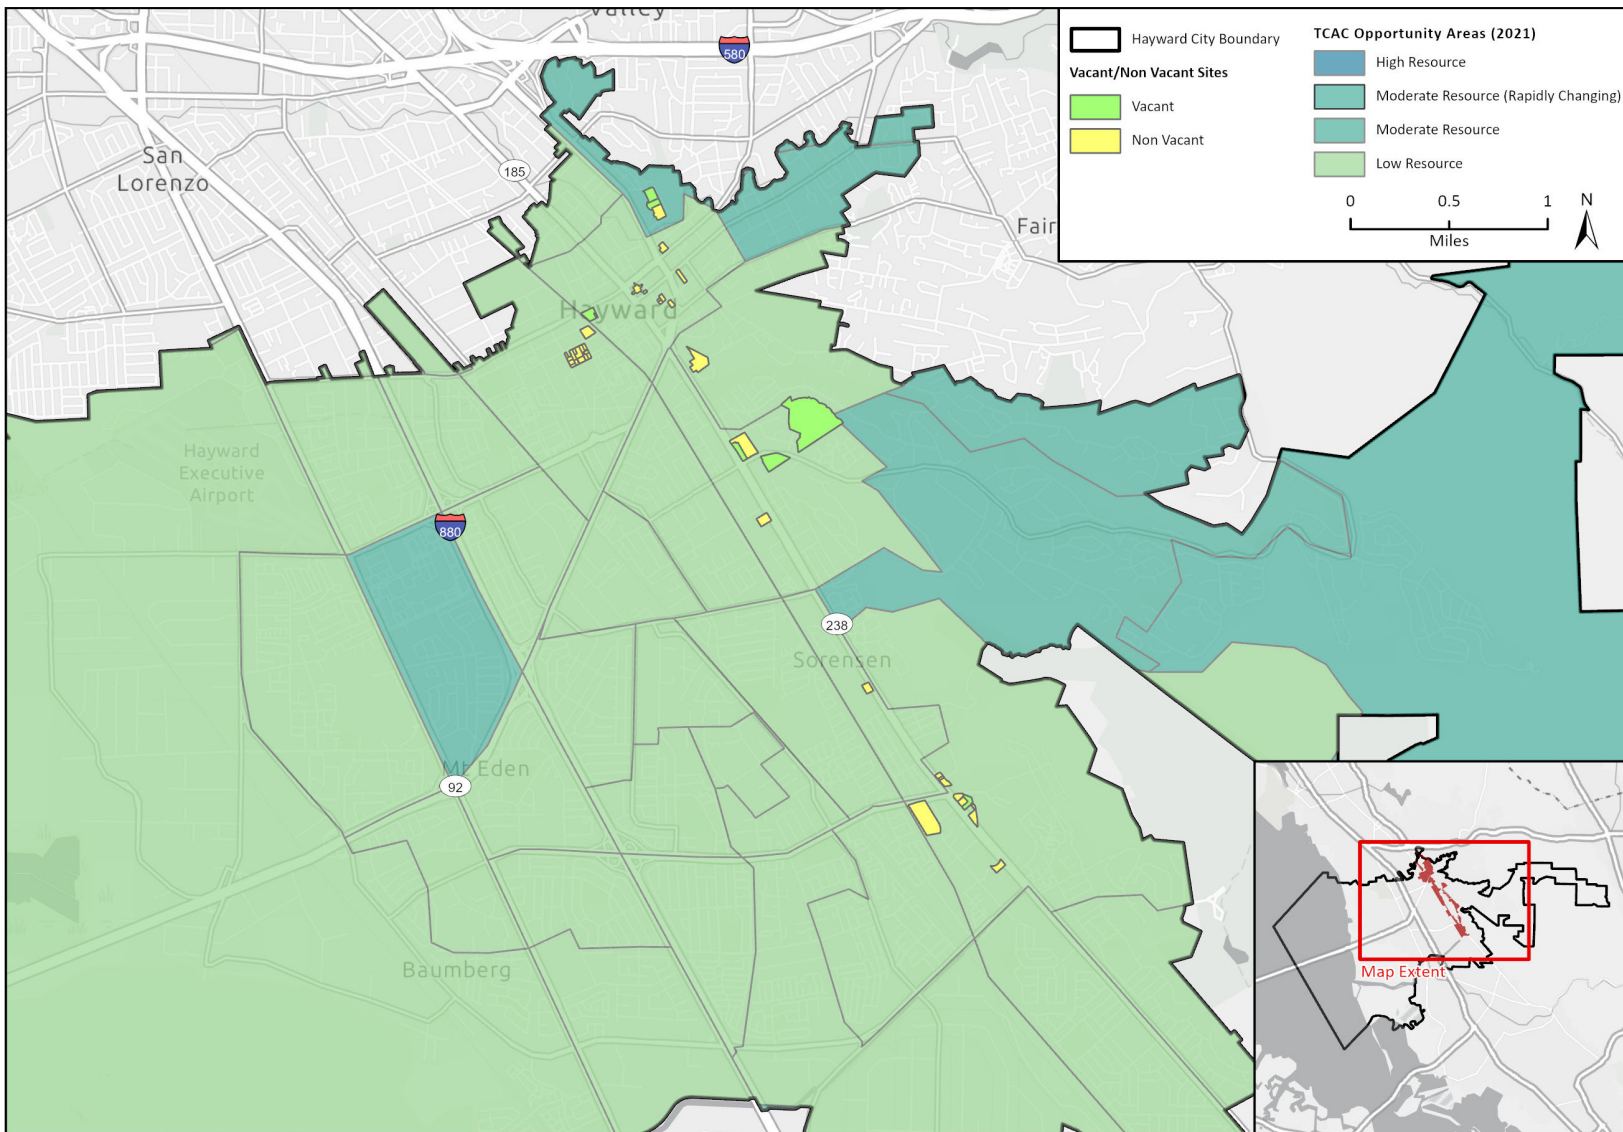 Valley
580
185
San
Lorenzo
Fair
Hayward
Hayward
Executive
Airport
880
238
Sorensen
Mt Eden
92
Baumberg
Hayward City Boundary
Vacant/Non Vacant Sites
Vacant
Non Vacant
TCAC Opportunity Areas (2021)
High Resource
Moderate Resource (Rapidly Changing)
Moderate Resource
Low Resource
0 0.5 1
Miles
N
Map Extent